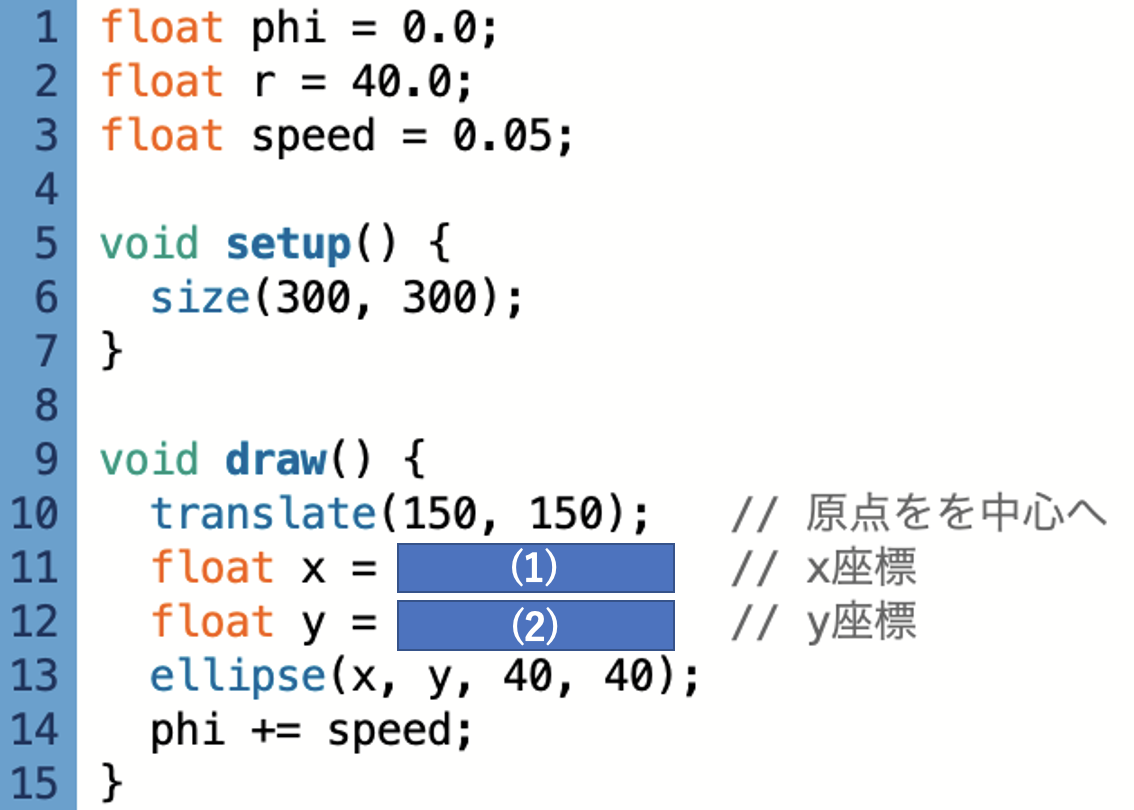 1 float phi = 0.0;
2 float r = 40.0;
3 float speed = 0.05;
4
5 void setup() {
6   size(300, 300);
7 }
8
9 void draw() {
10   translate(150, 150);   // 原点をを中心へ
11   float x = (1)   // x座標
12   float y = (2)   // y座標
13   ellipse(x, y, 40, 40);
14   phi += speed;
15 }